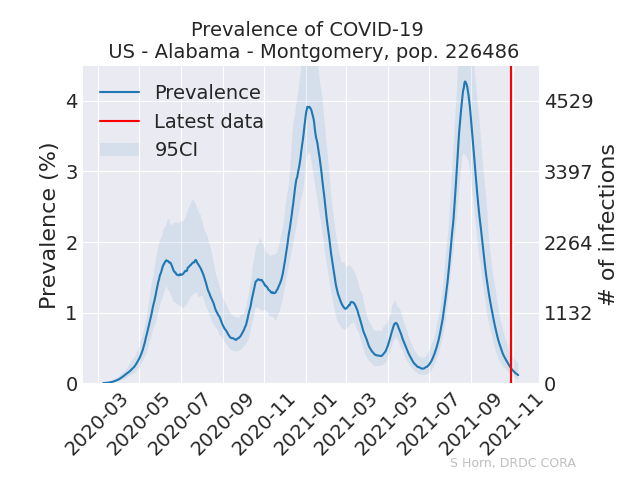 Prevalence of COVID-19
US - Alabama - Montgomery, pop. 226486
Prevalence
Latest data
95CI
Prevalence (%)
4
3
2
1
0
4529
3397
2264
1132
0
# of Infections
2020-03
2020-05
2020-07
2020-09
2020-11
2021-01
2021-03
2021-05
2021-07
2021-09
2021-11
S Horn, DRDC CORA